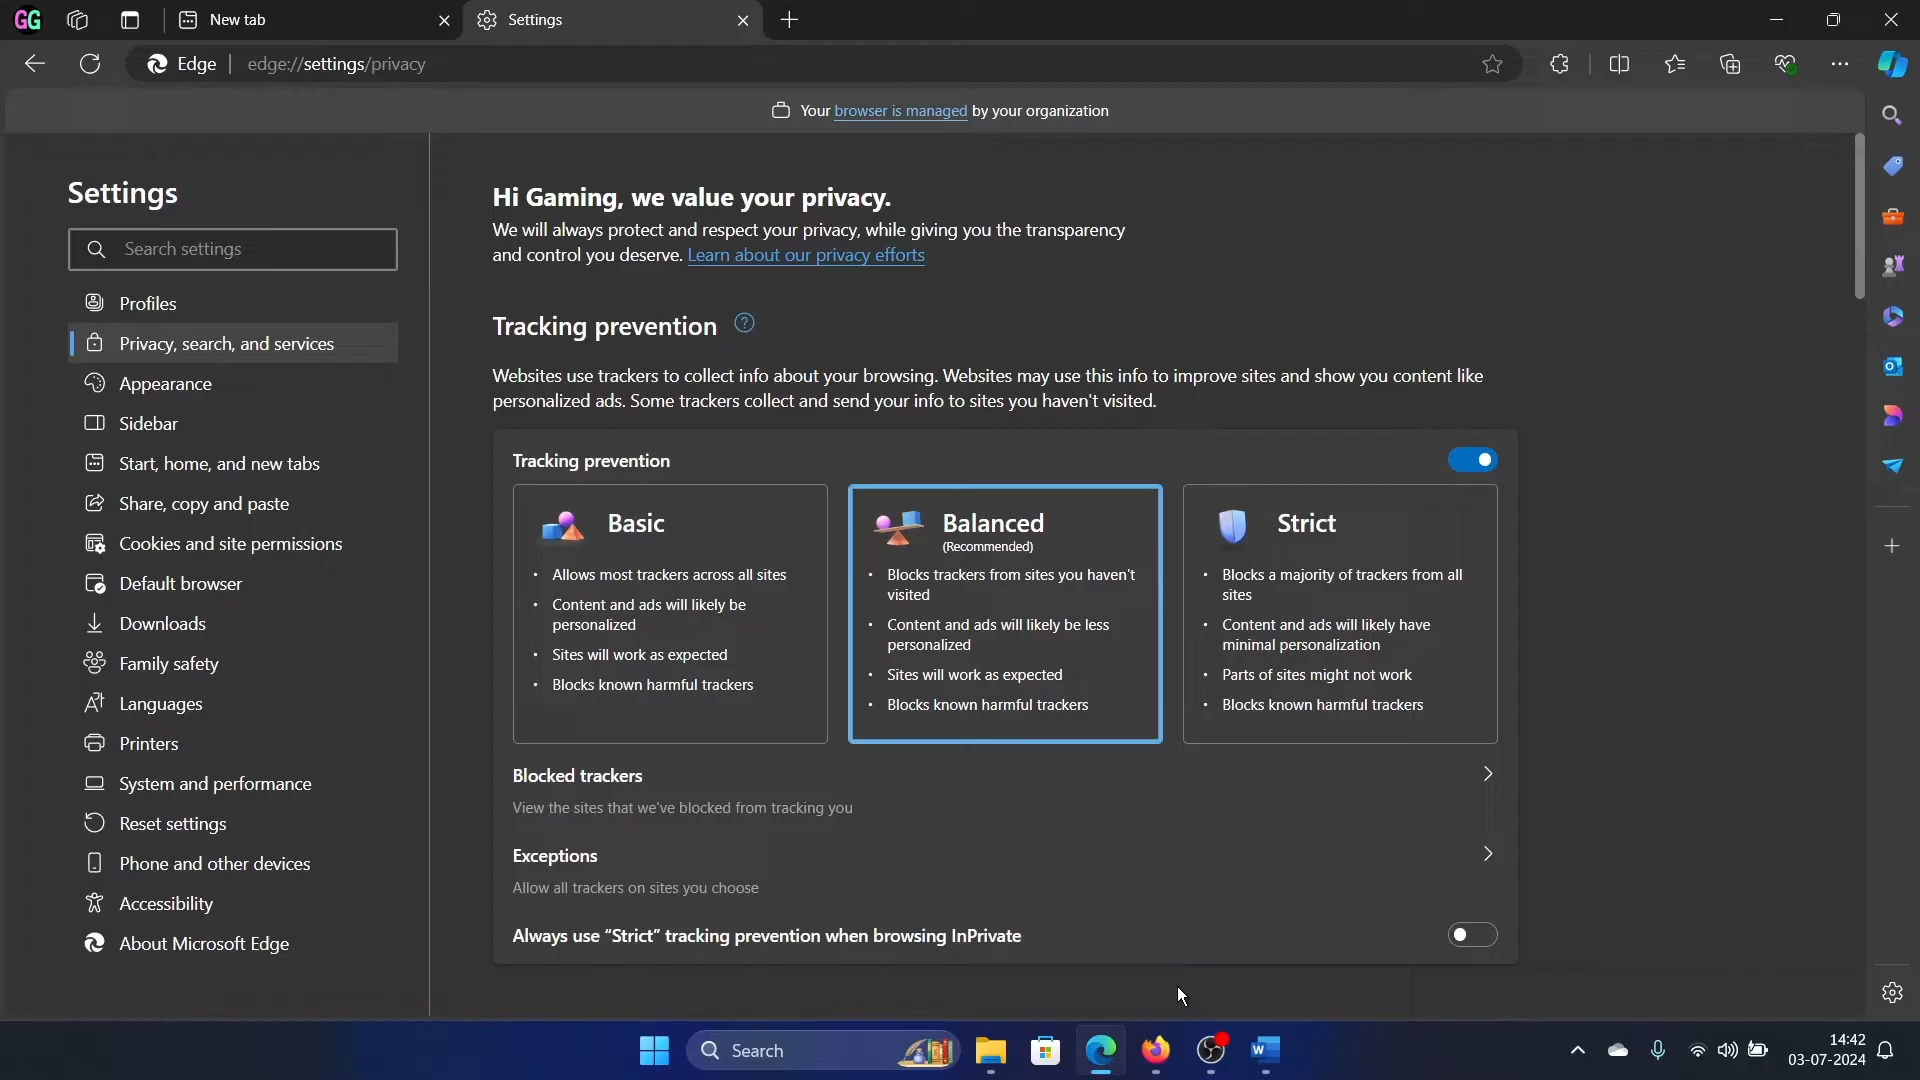 GG
New tab
Settings
Edge
edge://settings/privacy
Your browser is managed by your organization
Settings
Search settings
Profiles
Privacy, search, and services
Appearance
Sidebar
Start, home, and new tabs
Share, copy and paste
Cookies and site permissions
Default browser
Downloads
Family safety
Languages
Printers
System and performance
Reset settings
Phone and other devices
Accessibility
About Microsoft Edge
Hi Gaming, we value your privacy.
We will always protect and respect your privacy, while giving you the transparency
and control you deserve. Learn about our privacy efforts
Tracking prevention
Websites use trackers to collect info about your browsing. Websites may use this info to improve sites and show you content like
personalized ads. Some trackers collect and send your info to sites you haven't visited.
Tracking prevention
Basic
• Allows most trackers across all sites
• Content and ads will likely be
personalized
• Sites will work as expected
• Blocks known harmful trackers
Balanced
(Recommended)
• Blocks trackers from sites you haven't
visited
• Content and ads will likely be less
personalized
• Sites will work as expected
• Blocks known harmful trackers
Strict
• Blocks a majority of trackers from all
sites
• Content and ads will likely have
minimal personalization
• Parts of sites might not work
• Blocks known harmful trackers
Blocked trackers
View the sites that we've blocked from tracking you
Exceptions
Allow all trackers on sites you choose
Always use “Strict” tracking prevention when browsing InPrivate
Search
14:42
03-07-2024